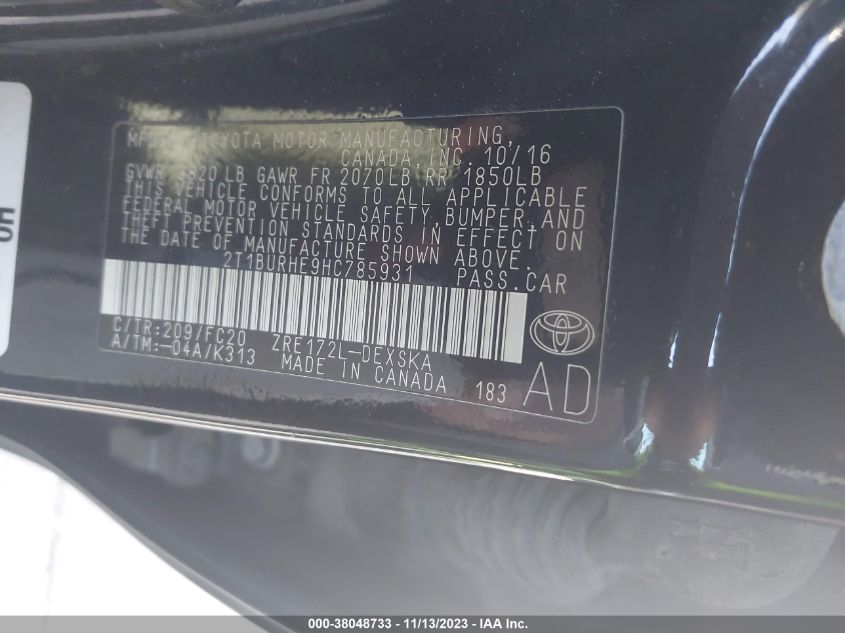 MFD. BY TOYOTA MOTOR MANUFACTURING,
CANADA, INC. 10/16
GVWR 3820 LB GAWR FR 2070LB RR 1850LB
THIS VEHICLE CONFORMS TO ALL APPLICABLE
FEDERAL MOTOR VEHICLE SAFETY, BUMPER, AND
THEFT PREVENTION STANDARDS IN EFFECT ON
THE DATE OF MANUFACTURE SHOWN ABOVE.
2T1BURHE9HC785931 PASS.CAR
C/TR:209/FC20 ZRE172L-DEXSKA
A/TM:-04A/K313 MADE IN CANADA 183
AD
000-38048733 - 11/13/2023 - IAA Inc.